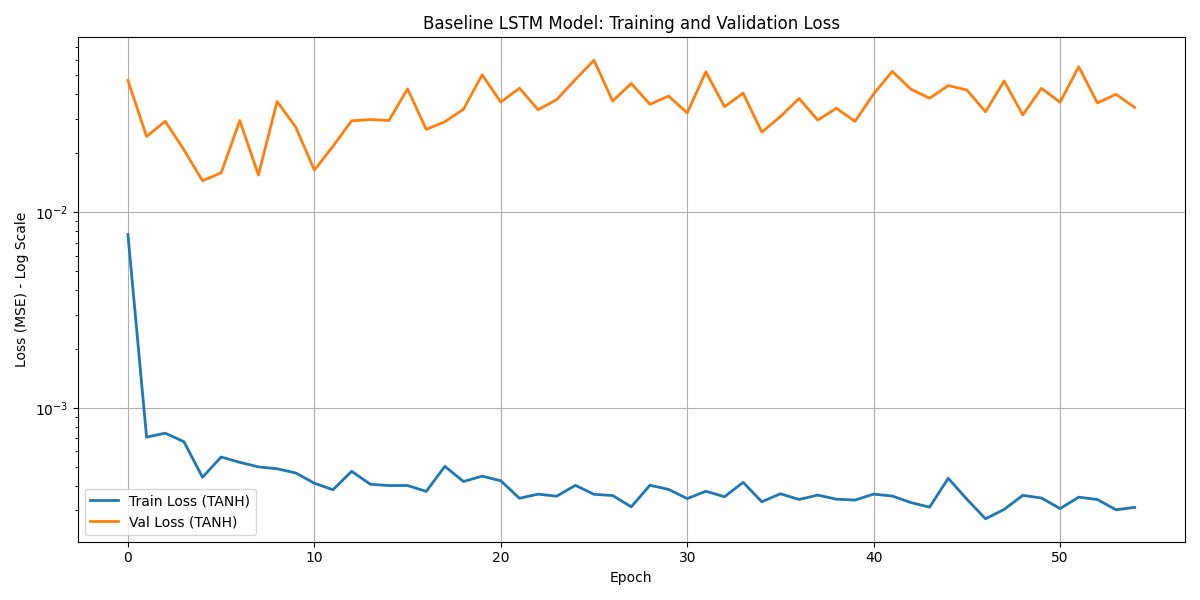 Baseline LSTM Model: Training and Validation Loss
Loss (MSE) - Log Scale
10⁻²
10⁻³
Train Loss (TANH)
Val Loss (TANH)
0 10 20 30 40 50
Epoch